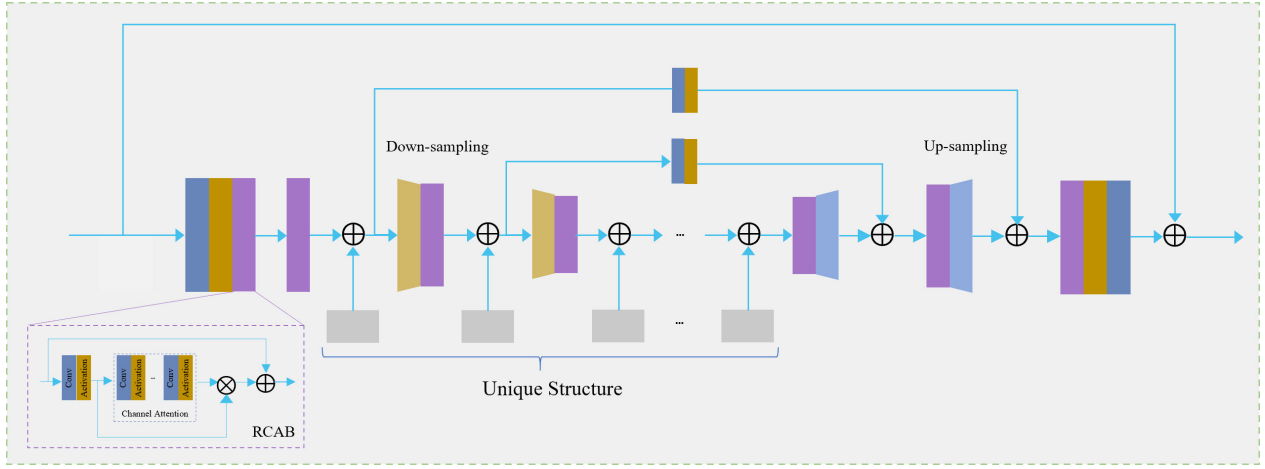 Down-sampling
Up-sampling
...
...
Unique Structure
Conv
Activation
Conv
Activation
...
Conv
Activation
Channel Attention
RCAB